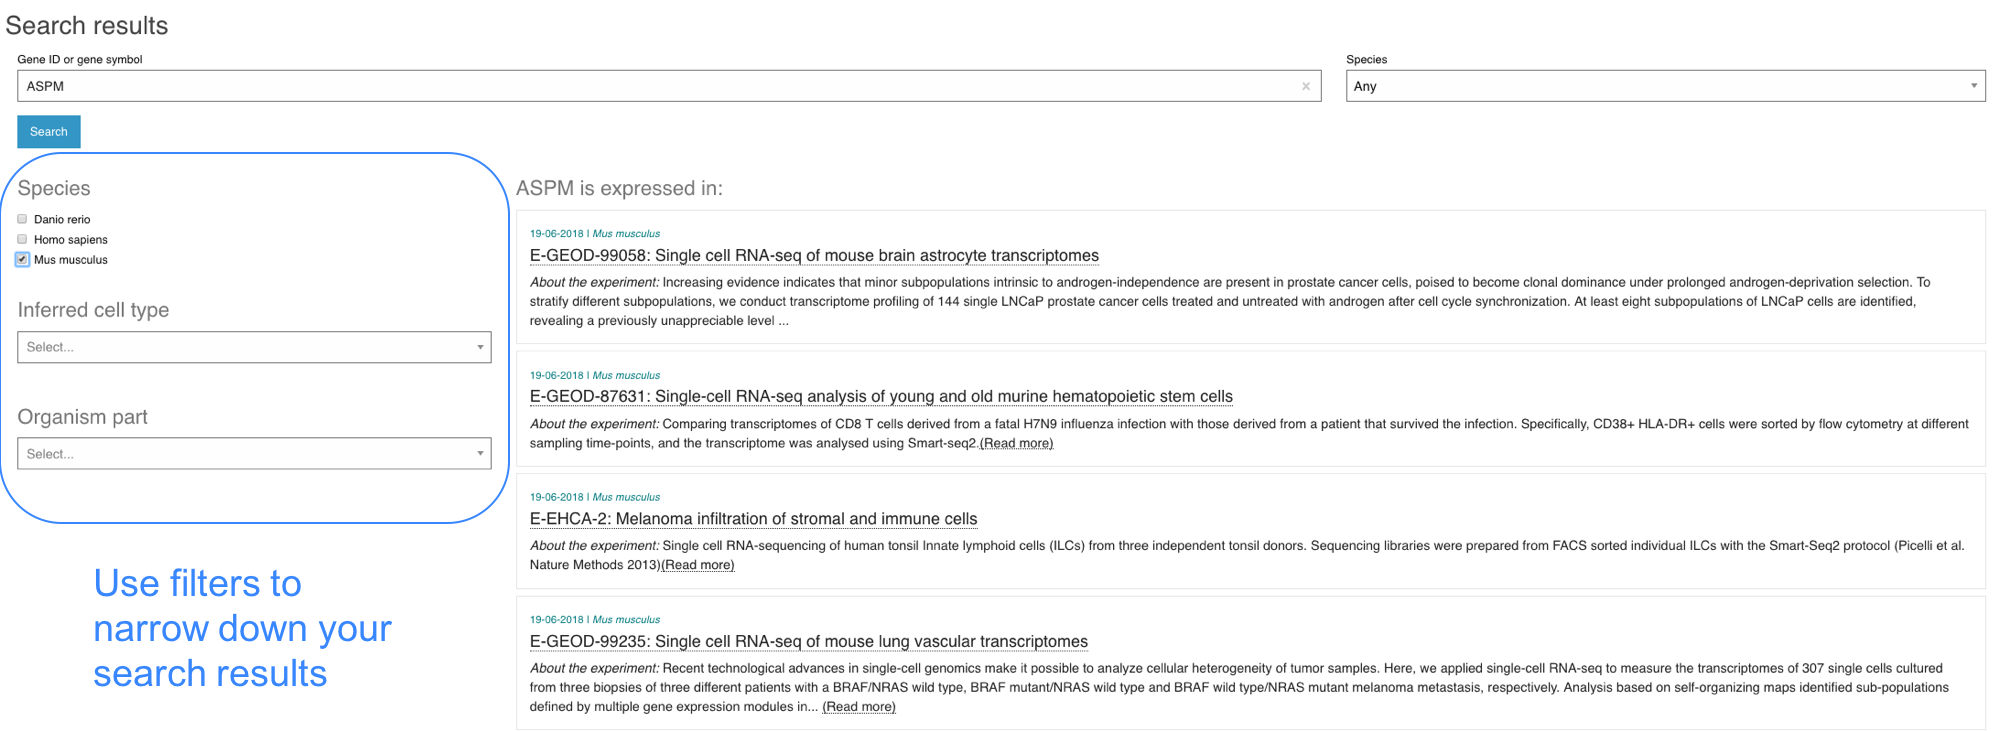 Search results
Gene ID or gene symbol
Species
ASPM ×
Any
Search
Species
Danio rerio
Homo sapiens
Mus musculus
Inferred cell type
Select...
Organism part
Select...
Use filters to
narrow down your
search results
ASPM is expressed in:
19-06-2018 | Mus musculus
E-GEOD-99058: Single cell RNA-seq of mouse brain astrocyte transcriptomes
About the experiment: Increasing evidence indicates that minor subpopulations intrinsic to androgen-independence are present in prostate cancer cells, poised to become clonal dominance under prolonged androgen-deprivation selection. To
stratify different subpopulations, we conduct transcriptome profiling of 144 single LNCaP prostate cancer cells treated and untreated with androgen after cell cycle synchronization. At least eight subpopulations of LNCaP cells are identified,
revealing a previously unappreciable level ...
19-06-2018 | Mus musculus
E-GEOD-87631: Single-cell RNA-seq analysis of young and old murine hematopoietic stem cells
About the experiment: Comparing transcriptomes of CD8 T cells derived from a fatal H7N9 influenza infection with those derived from a patient that survived the infection. Specifically, CD38+ HLA-DR+ cells were sorted by flow cytometry at different
sampling time-points, and the transcriptome was analysed using Smart-seq2.(Read more)
19-06-2018 | Mus musculus
E-EHCA-2: Melanoma infiltration of stromal and immune cells
About the experiment: Single cell RNA-sequencing of human tonsil Innate lymphoid cells (ILCs) from three independent tonsil donors. Sequencing libraries were prepared from FACS sorted individual ILCs with the Smart-Seq2 protocol (Picelli et al.
Nature Methods 2013)(Read more)
19-06-2018 | Mus musculus
E-GEOD-99235: Single cell RNA-seq of mouse lung vascular transcriptomes
About the experiment: Recent technological advances in single-cell genomics make it possible to analyze cellular heterogeneity of tumor samples. Here, we applied single-cell RNA-seq to measure the transcriptomes of 307 single cells cultured
from three biopsies of three different patients with a BRAF/NRAS wild type, BRAF mutant/NRAS wild type and BRAF wild type/NRAS mutant melanoma metastasis, respectively. Analysis based on self-organizing maps identified sub-populations
defined by multiple gene expression modules in... (Read more)